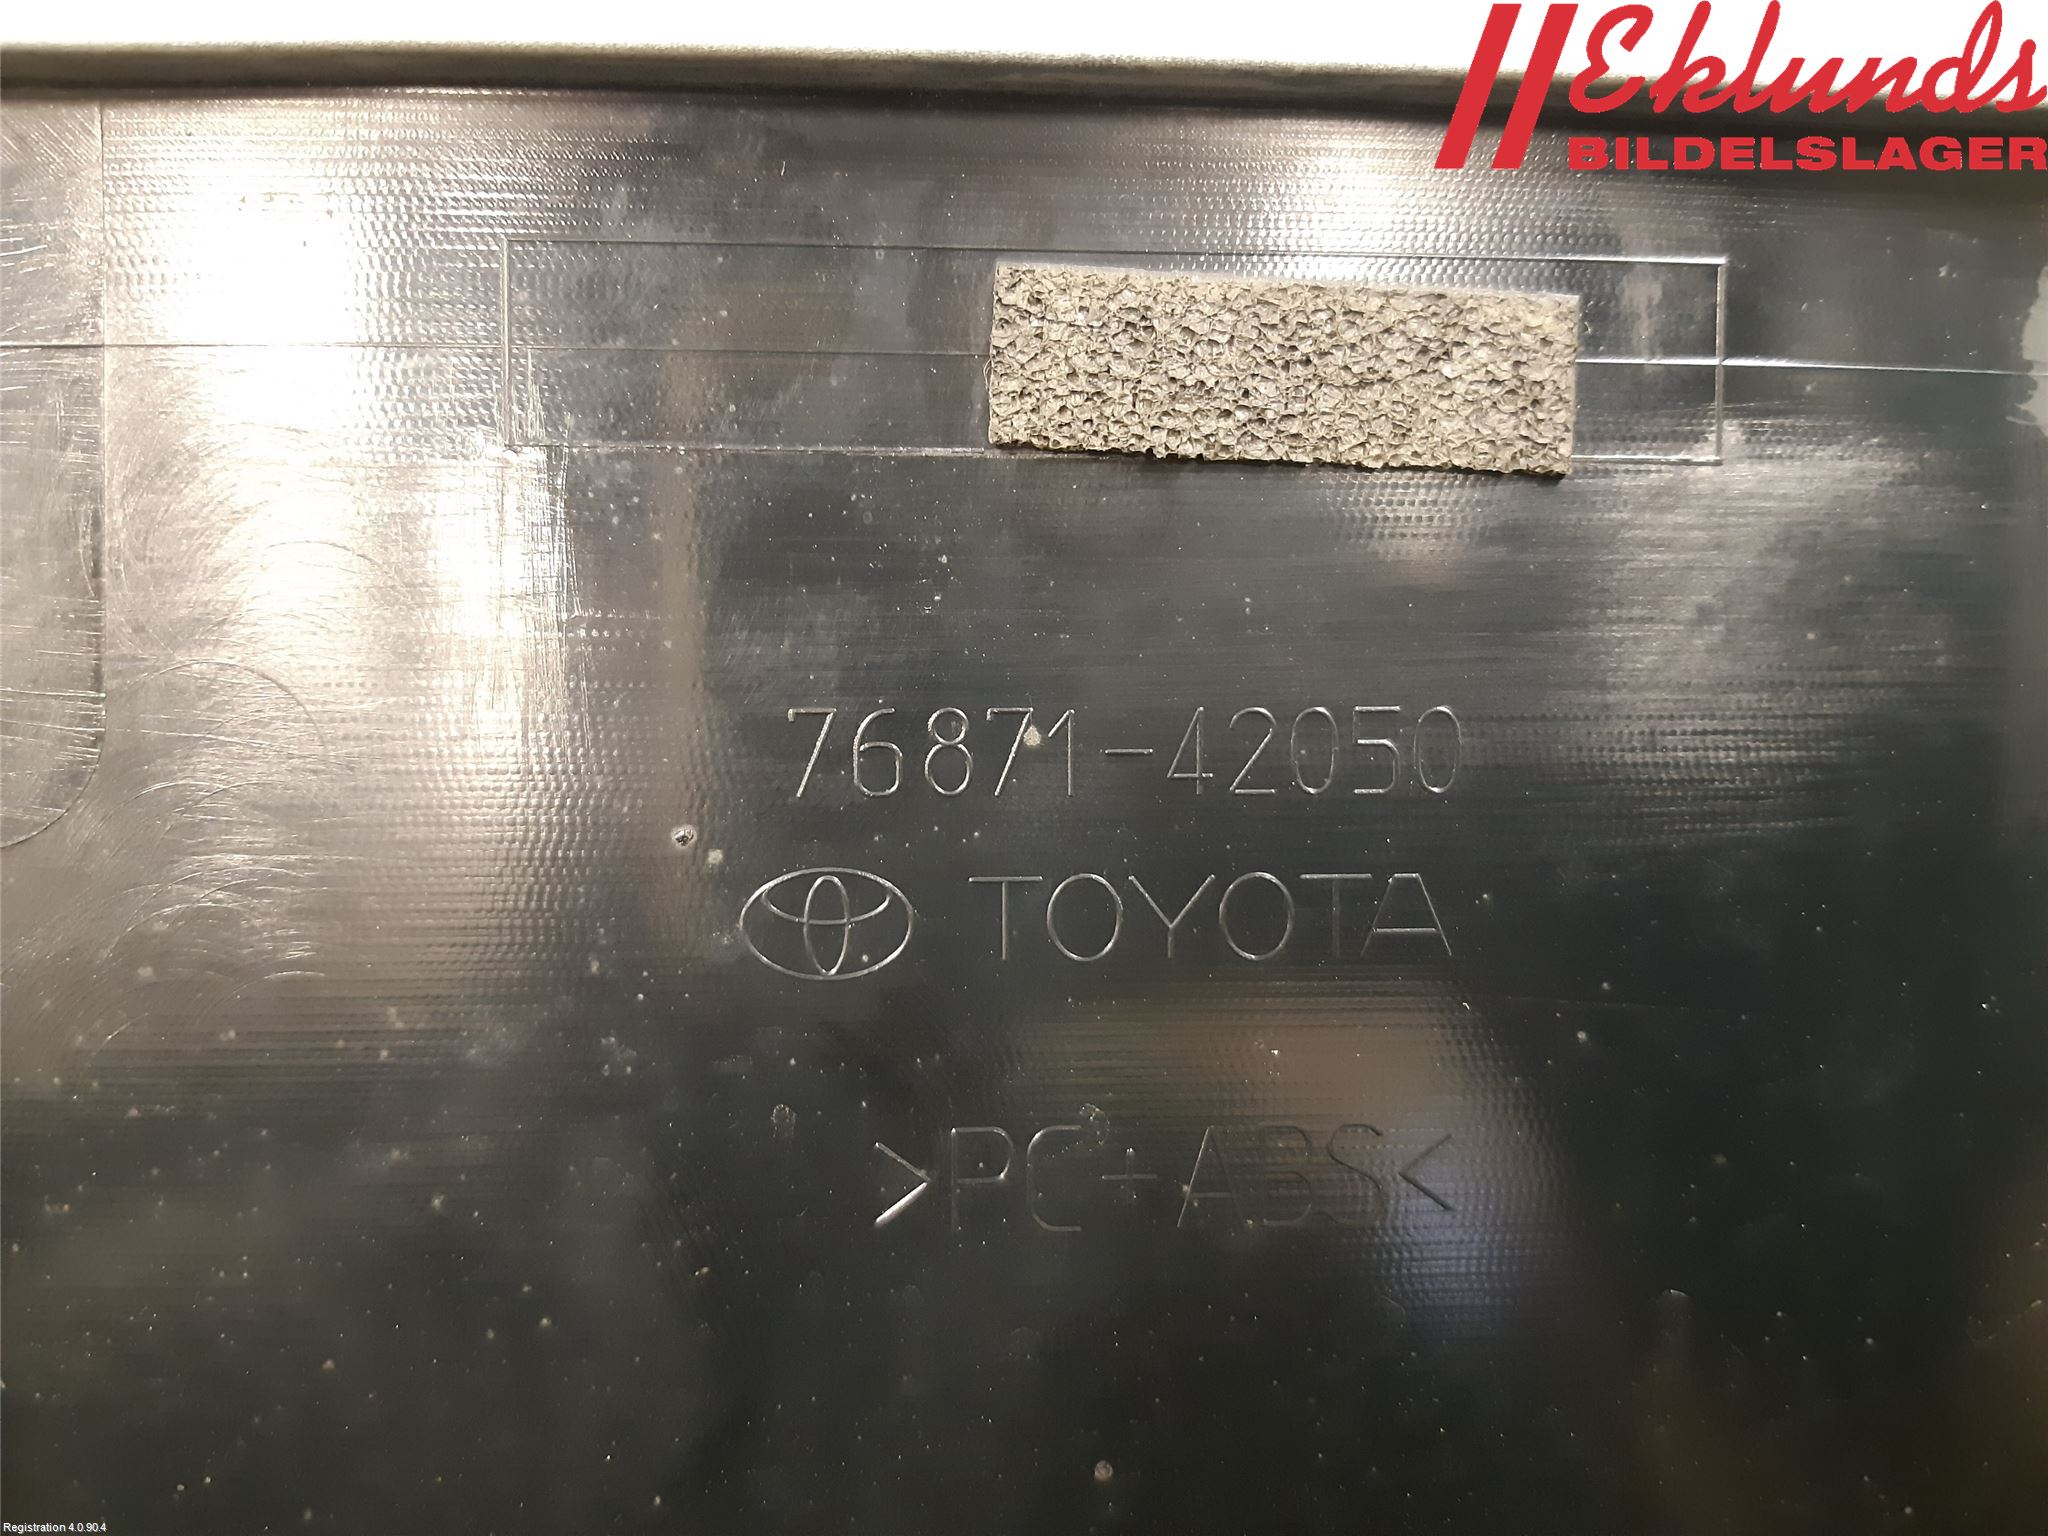 Eklunds
BILDELSLAGER
76871-42050
TOYOTA
>PC+ABS<
Registration 4.0.90.4